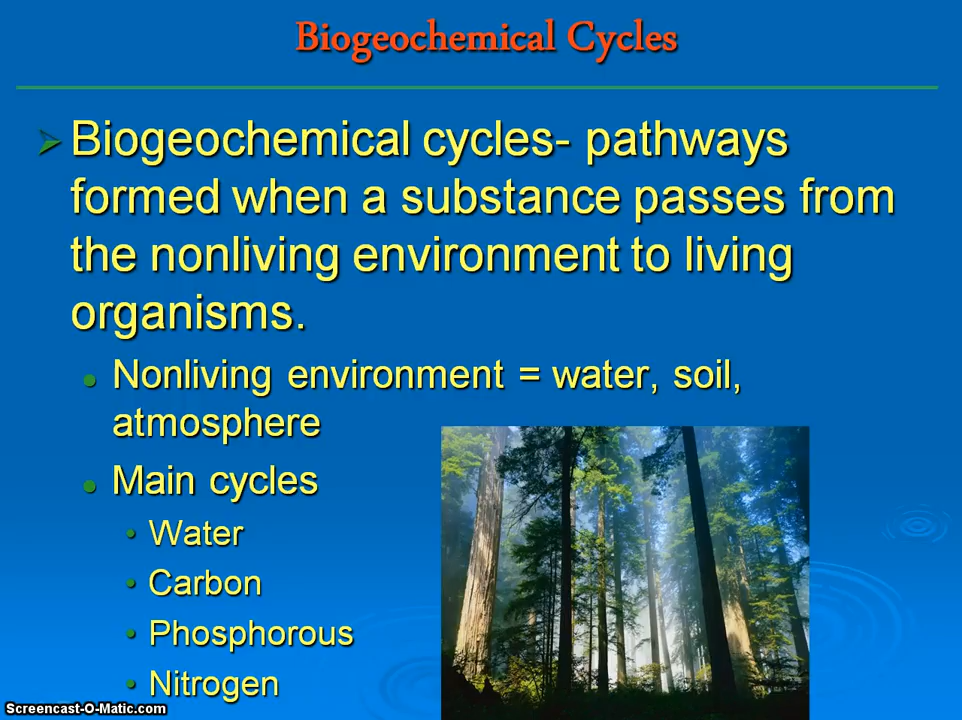 Biogeochemical Cycles
Biogeochemical cycles- pathways
formed when a substance passes from
the nonliving environment to living
organisms.
Nonliving environment = water, soil,
atmosphere
Main cycles
Water
Carbon
Phosphorous
Nitrogen
Screencast-O-Matic.com